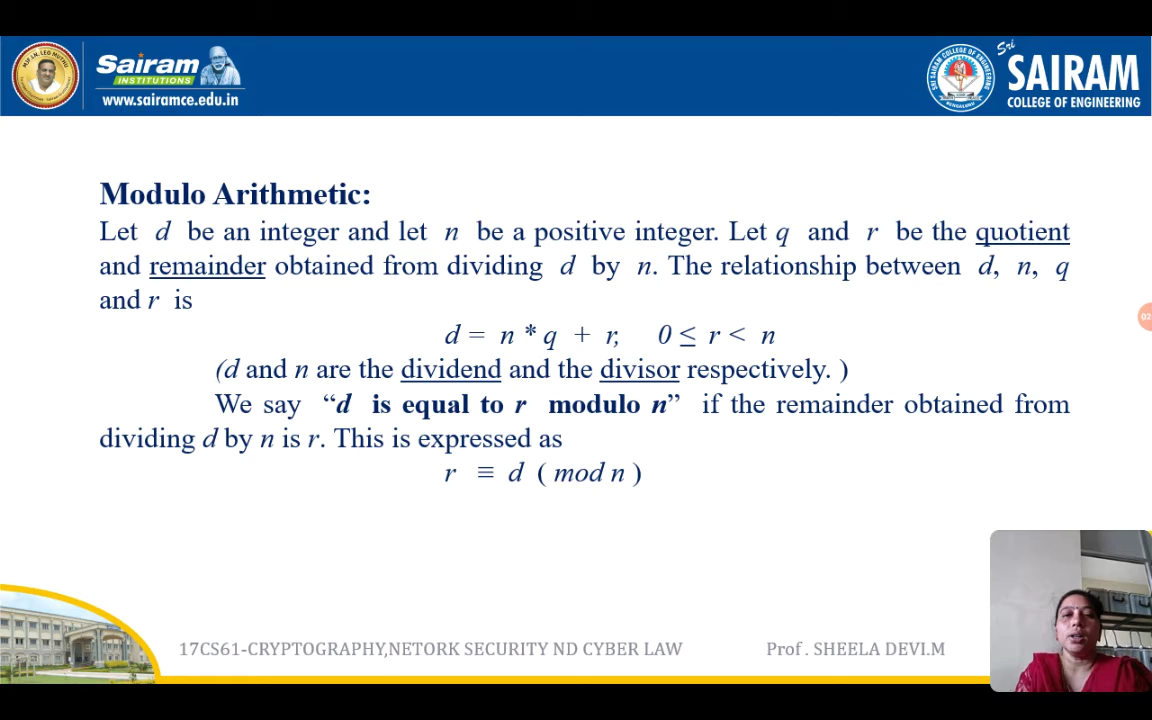 Sairam
INSTITUTIONS
www.sairamce.edu.in
Sri
SAIRAM
COLLEGE OF ENGINEERING
Modulo Arithmetic:
Let d be an integer and let n be a positive integer. Let q and r be the quotient
and remainder obtained from dividing d by n. The relationship between d, n, q
and r is
d = n * q + r, 0 ≤ r < n
(d and n are the dividend and the divisor respectively. )
We say “d is equal to r modulo n” if the remainder obtained from
dividing d by n is r. This is expressed as
r ≡ d ( mod n )
17CS61-CRYPTOGRAPHY,NETORK SECURITY ND CYBER LAW
Prof . SHEELA DEVI.M